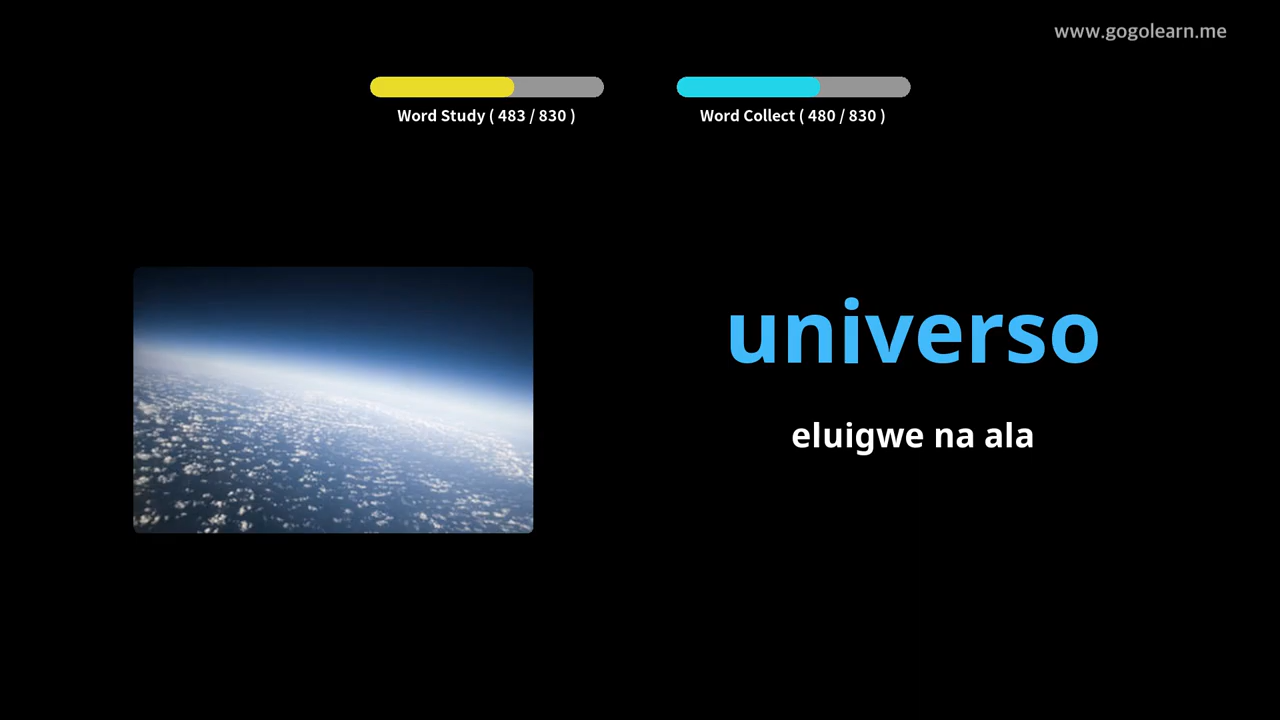 www.gogolearn.me
Word Study ( 483 / 830 )
Word Collect ( 480 / 830 )
universo
eluigwe na ala